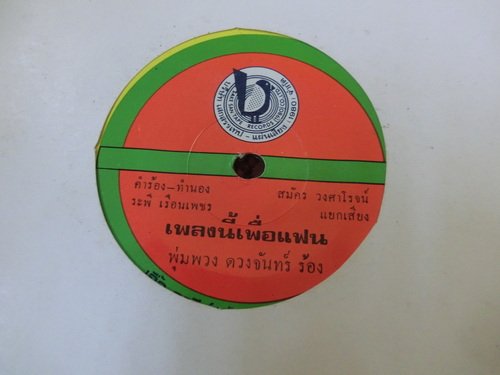 RECORDS
คำร้อง-ทำนอง
ระพี เรือนเพชร
สมัคร วงศาโรจน์
แยกเสียง
เพลงนี้เพื่อแฟน
พุ่มพวง ดวงจันทร์ ร้อง